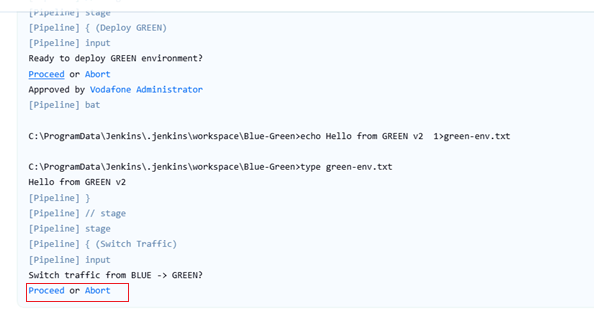 [Pipeline] stage
[Pipeline] { (Deploy GREEN)
[Pipeline] input
Ready to deploy GREEN environment?
Proceed or Abort
Approved by Vodafone Administrator
[Pipeline] bat
C:\ProgramData\Jenkins\.jenkins\workspace\Blue-Green>echo Hello from GREEN v2  1>green-env.txt
C:\ProgramData\Jenkins\.jenkins\workspace\Blue-Green>type green-env.txt
Hello from GREEN v2
[Pipeline] }
[Pipeline] // stage
[Pipeline] stage
[Pipeline] { (Switch Traffic)
[Pipeline] input
Switch traffic from BLUE -> GREEN?
Proceed or Abort